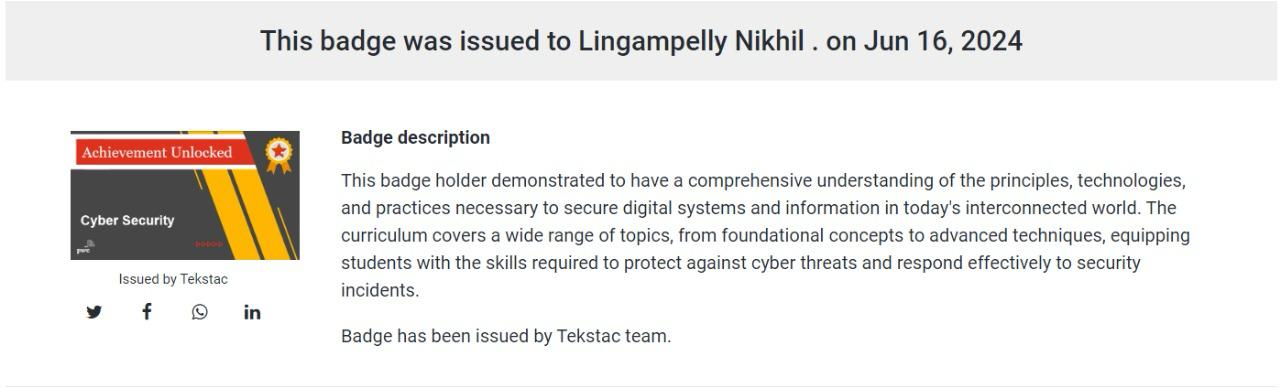 This badge was issued to Lingampelly Nikhil . on Jun 16, 2024
Achievement Unlocked
Cyber Security
pwc
Issued by Tekstac
Badge description
This badge holder demonstrated to have a comprehensive understanding of the principles, technologies,
and practices necessary to secure digital systems and information in today's interconnected world. The
curriculum covers a wide range of topics, from foundational concepts to advanced techniques, equipping
students with the skills required to protect against cyber threats and respond effectively to security
incidents.
Badge has been issued by Tekstac team.